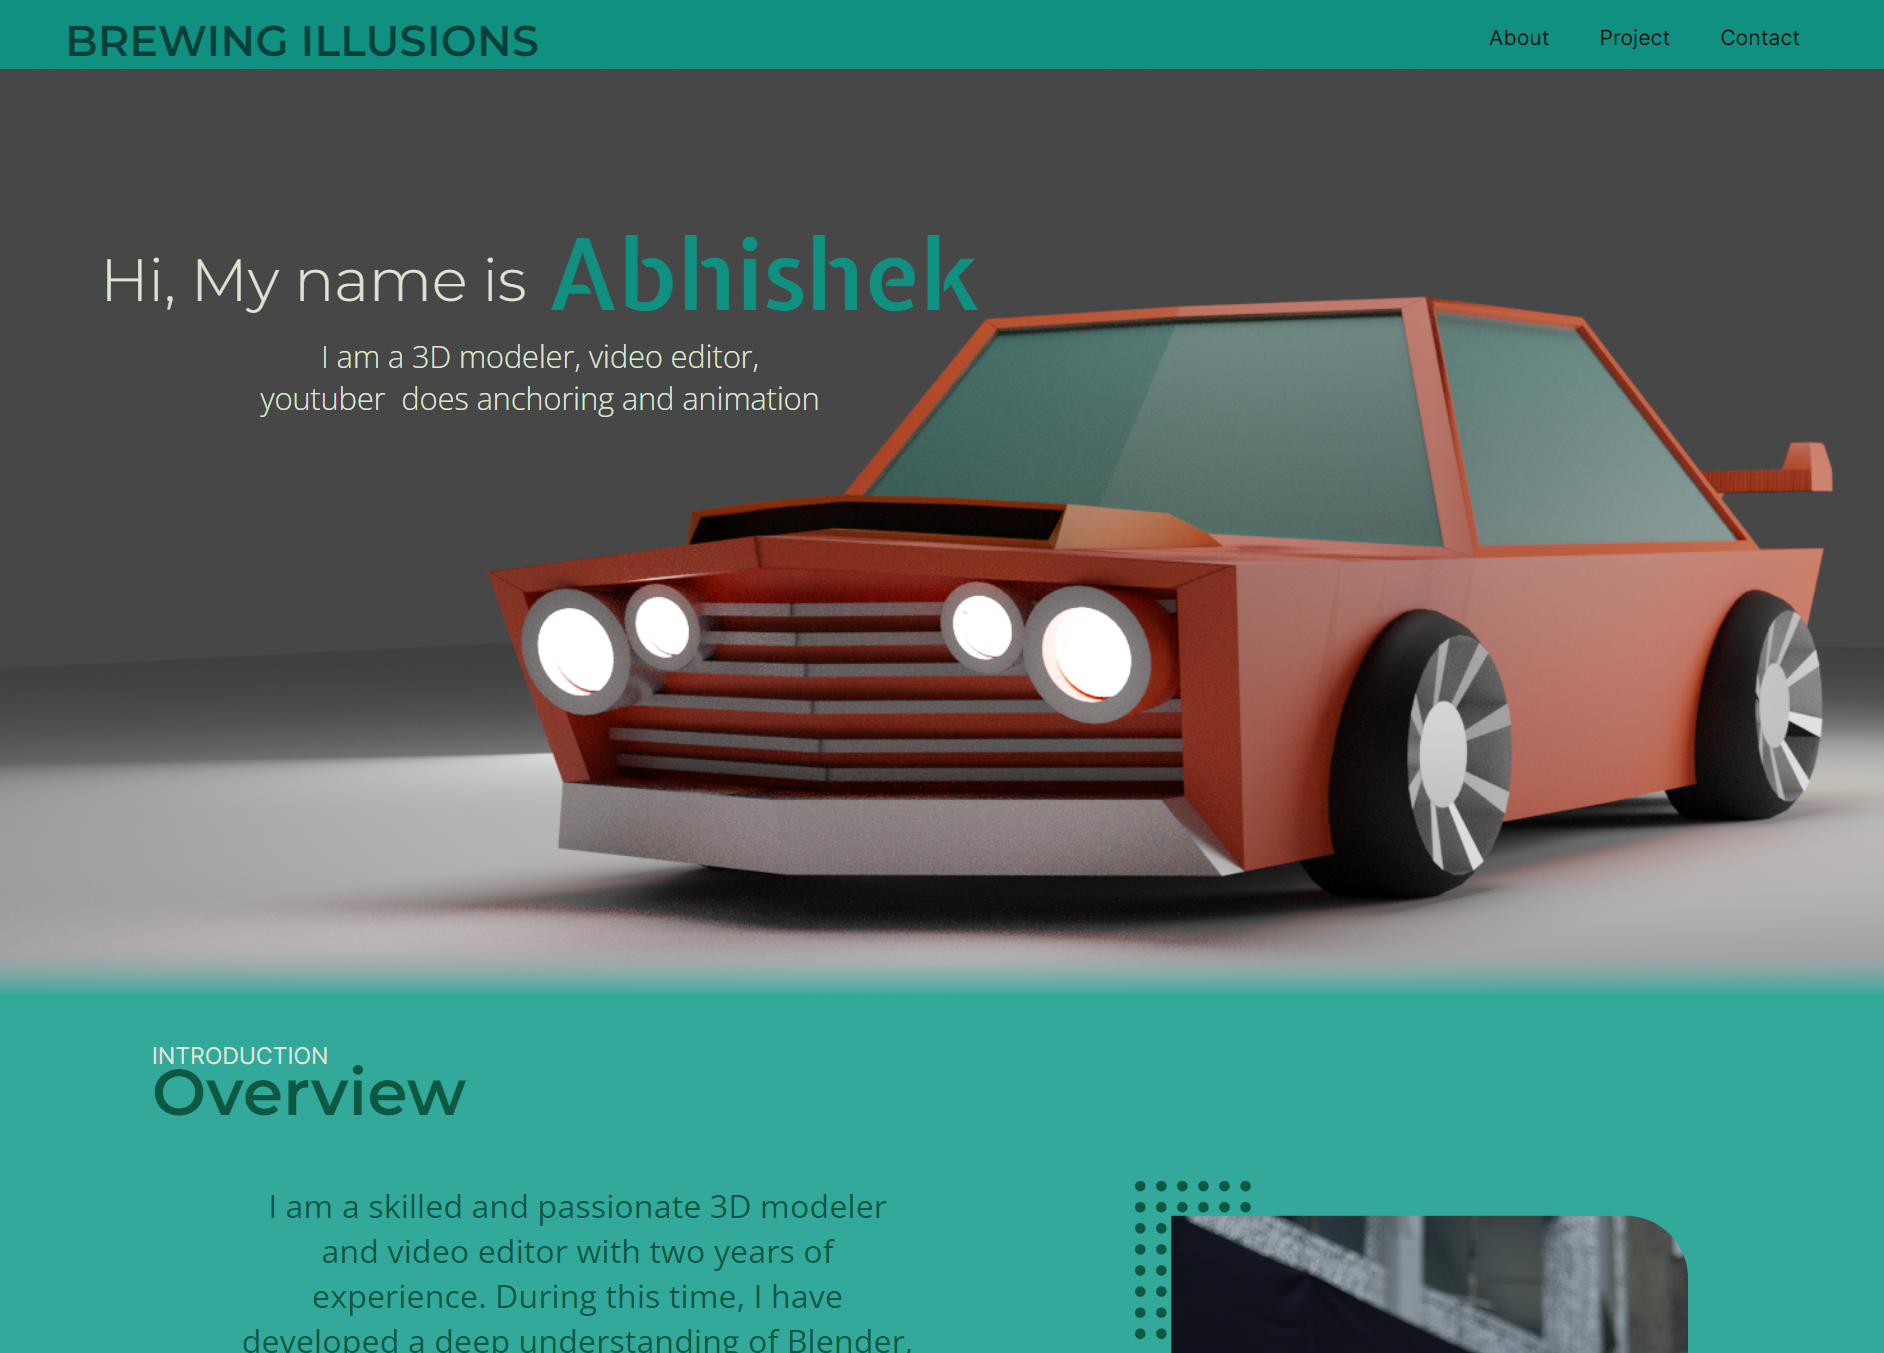 BREWING ILLUSIONS
About Project Contact
Hi, My name is Abhishek
I am a 3D modeler, video editor,
youtuber  does anchoring and animation
INTRODUCTION
Overview
I am a skilled and passionate 3D modeler
and video editor with two years of
experience. During this time, I have
developed a deep understanding of Blender,